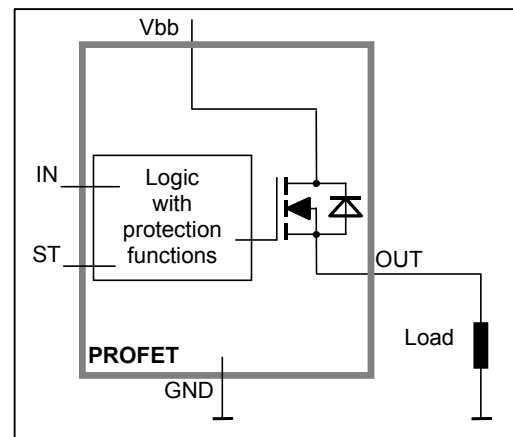 Vbb
IN
Logic
with
protection
functions
ST
OUT
Load
PROFET
GND